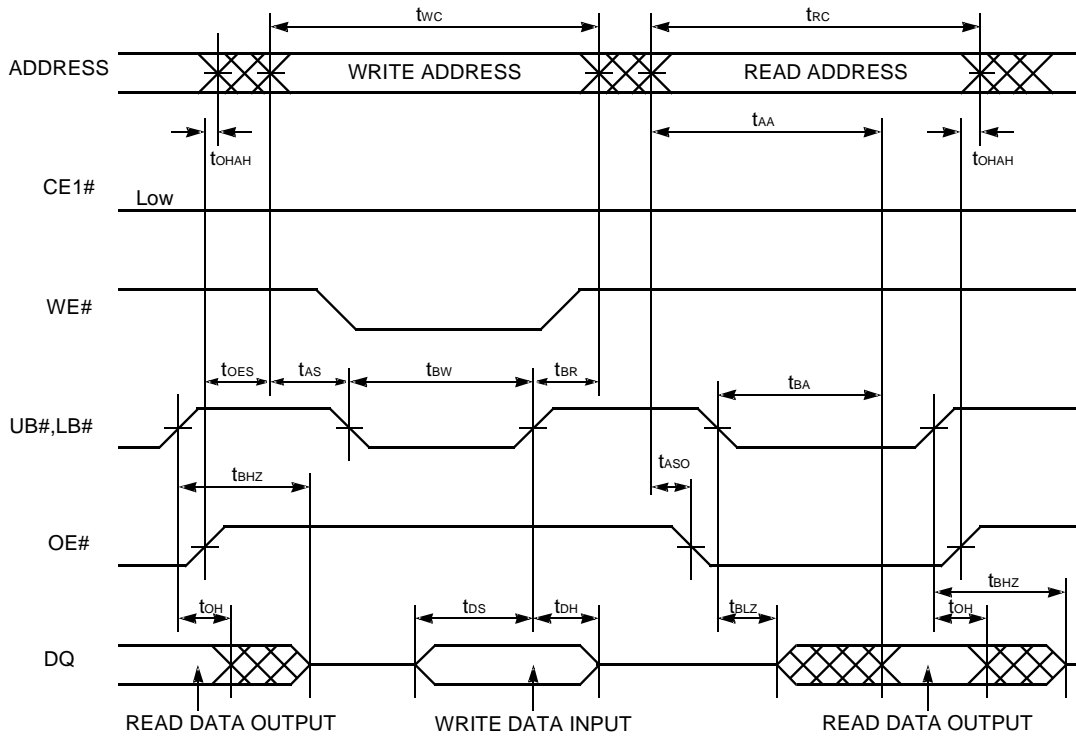 tWC tRC
ADDRESS WRITE ADDRESS READ ADDRESS
tAA
tOHAH tOHAH
CE1# Low
WE#
tOES tAS tBW tBR tBA
UB#,LB#
tBHZ tASO
OE#
tBHZ
tOH tDS tDH tBLZ tOH
DQ
READ DATA OUTPUT WRITE DATA INPUT READ DATA OUTPUT